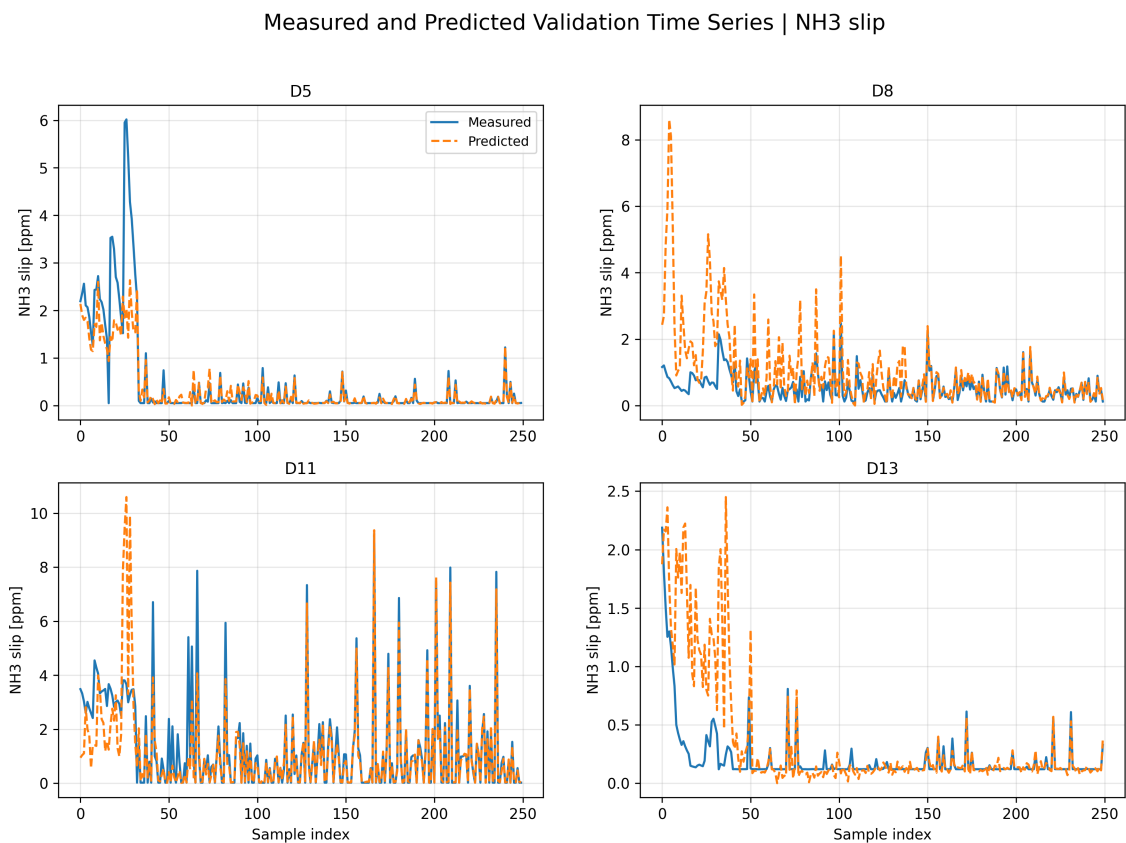 Measured and Predicted Validation Time Series | NH3 slip
D5
NH3 slip [ppm]
6
5
4
3
2
1
0
0 50 100 150 200 250
Measured
Predicted
D8
NH3 slip [ppm]
8
6
4
2
0
0 50 100 150 200 250
D11
NH3 slip [ppm]
10
8
6
4
2
0
0 50 100 150 200 250
Sample index
D13
NH3 slip [ppm]
2.5
2.0
1.5
1.0
0.5
0.0
0 50 100 150 200 250
Sample index